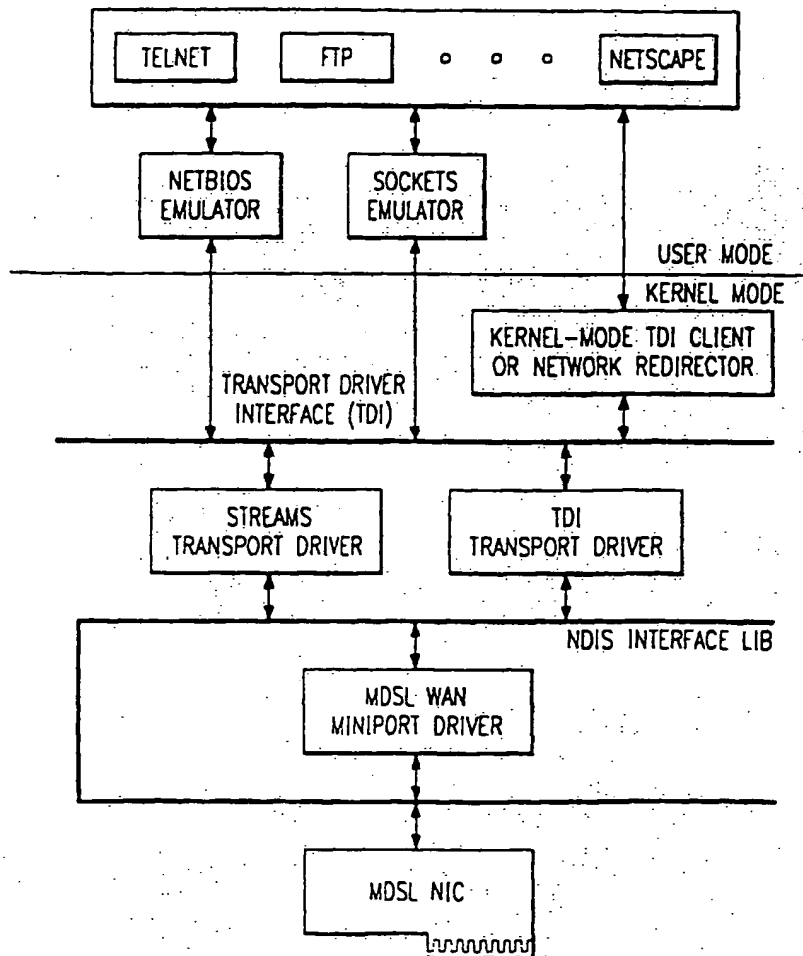 TELNET
FTP
NETSCAPE
NETBIOS
EMULATOR
SOCKETS
EMULATOR
USER MODE
KERNEL MODE
KERNEL-MODE TDI CLIENT
OR NETWORK REDIRECTOR
TRANSPORT DRIVER
INTERFACE (TDI)
STREAMS
TRANSPORT DRIVER
TDI
TRANSPORT DRIVER
NDIS INTERFACE LIB
MDSL WAN
MINIPORT DRIVER
MDSL NIC